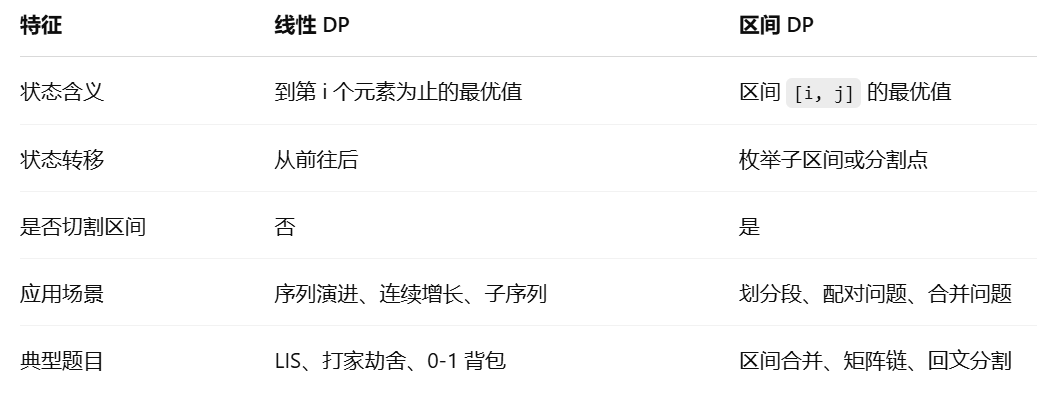 特征 线性 DP 区间 DP
状态含义 到第 i 个元素为止的最优值 区间 [i, j] 的最优值
状态转移 从前往后 枚举子区间或分割点
是否切割区间 否 是
应用场景 序列演进、连续增长、子序列 划分段、配对问题、合并问题
典型题目 LIS、打家劫舍、0-1 背包 区间合并、矩阵链、回文分割